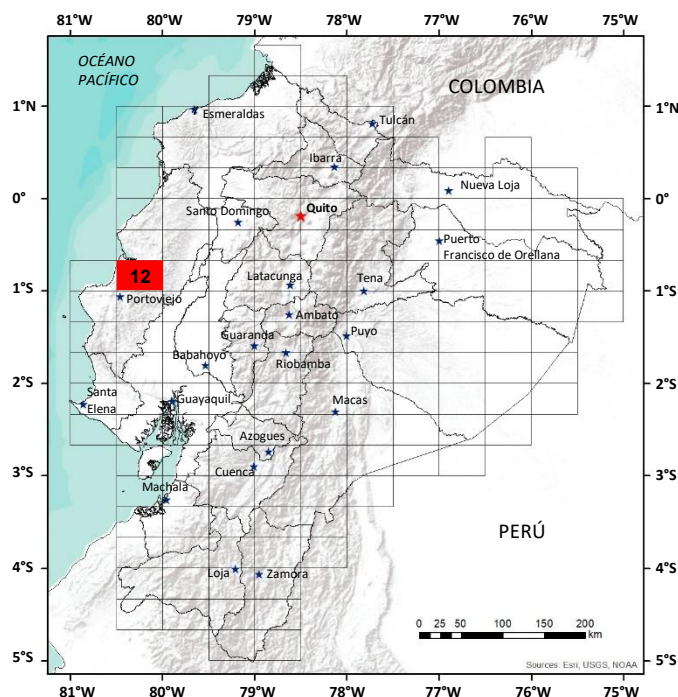 81°W 80°W 79°W 78°W 77°W 76°W 75°W
OCÉANO
PACÍFICO
COLOMBIA
1°N 1°N
Esmeraldas
Tulcán
Ibarra
Nueva Loja
0° 0°
Santo Domingo
Quito
Puerto
Francisco de Orellana
12
Latacunga
Tena
1°S 1°S
Portoviejo
Ambato
Puyo
Guaranda
Babahoyo
Riobamba
2°S 2°S
Santa
Elena
Guayaquil
Macas
Azogues
Cuenca
3°S 3°S
Machala
PERÚ
4°S 4°S
Loja
Zamora
0 25 50 100 150 200
km
Sources: Esri, USGS, NOAA
5°S 5°S
81°W 80°W 79°W 78°W 77°W 76°W 75°W